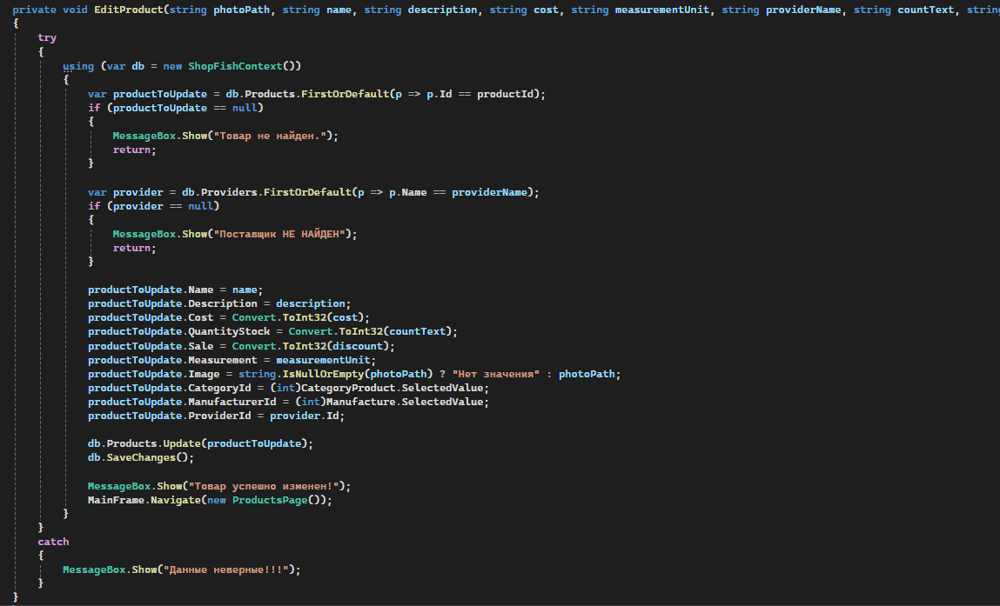 private void EditProduct(string photoPath, string name, string description, string cost, string measurementUnit, string providerName, string countText, string
{
    try
    {
        using (var db = new ShopFishContext())
        {
            var productToUpdate = db.Products.FirstOrDefault(p => p.Id == productId);
            if (productToUpdate == null)
            {
                MessageBox.Show("Товар не найден.");
                return;
            }

            var provider = db.Providers.FirstOrDefault(p => p.Name == providerName);
            if (provider == null)
            {
                MessageBox.Show("Поставщик НЕ НАЙДЕН");
                return;
            }

            productToUpdate.Name = name;
            productToUpdate.Description = description;
            productToUpdate.Cost = Convert.ToInt32(cost);
            productToUpdate.QuantityStock = Convert.ToInt32(countText);
            productToUpdate.Sale = Convert.ToInt32(discount);
            productToUpdate.Measurement = measurementUnit;
            productToUpdate.Image = string.IsNullOrEmpty(photoPath) ? "Нет значения" : photoPath;
            productToUpdate.CategoryId = (int)CategoryProduct.SelectedValue;
            productToUpdate.ManufacturerId = (int)Manufacture.SelectedValue;
            productToUpdate.ProviderId = provider.Id;

            db.Products.Update(productToUpdate);
            db.SaveChanges();

            MessageBox.Show("Товар успешно изменен!");
            MainFrame.Navigate(new ProductsPage());
        }
    }
    catch
    {
        MessageBox.Show("Данные неверные!!!");
    }
}